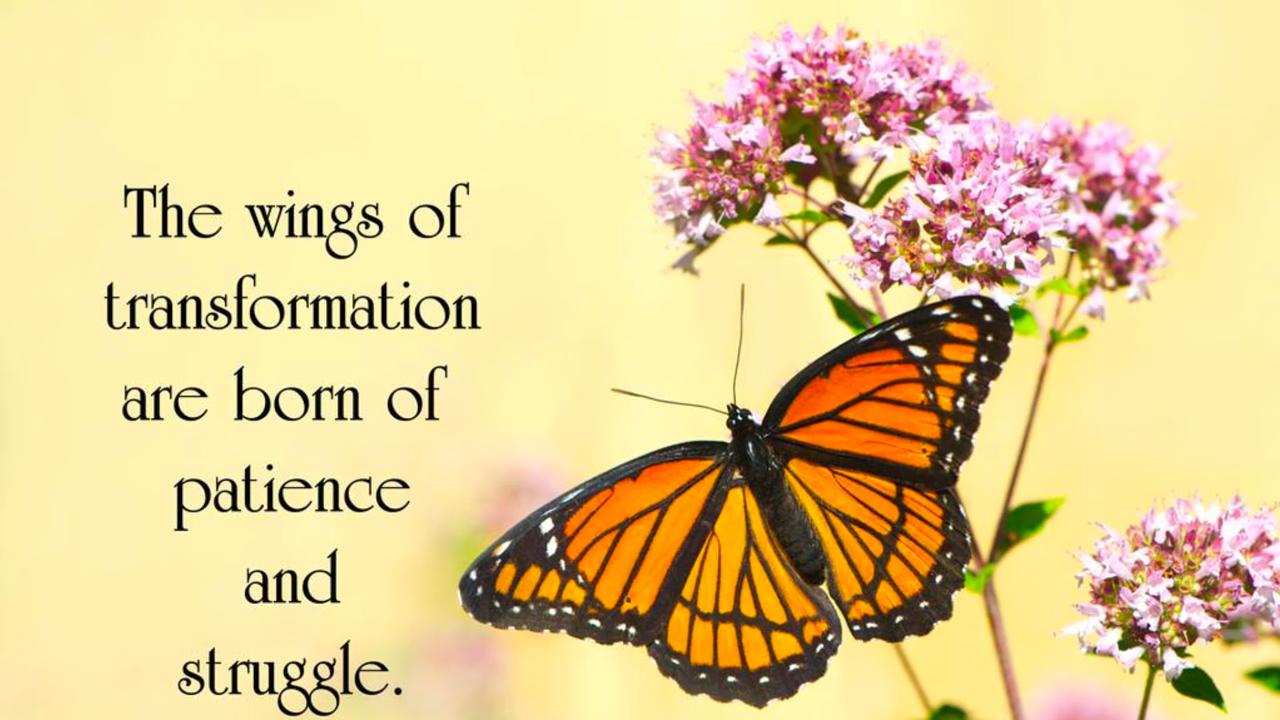 The wings of
transformation
are born of
patience
and
struggle.